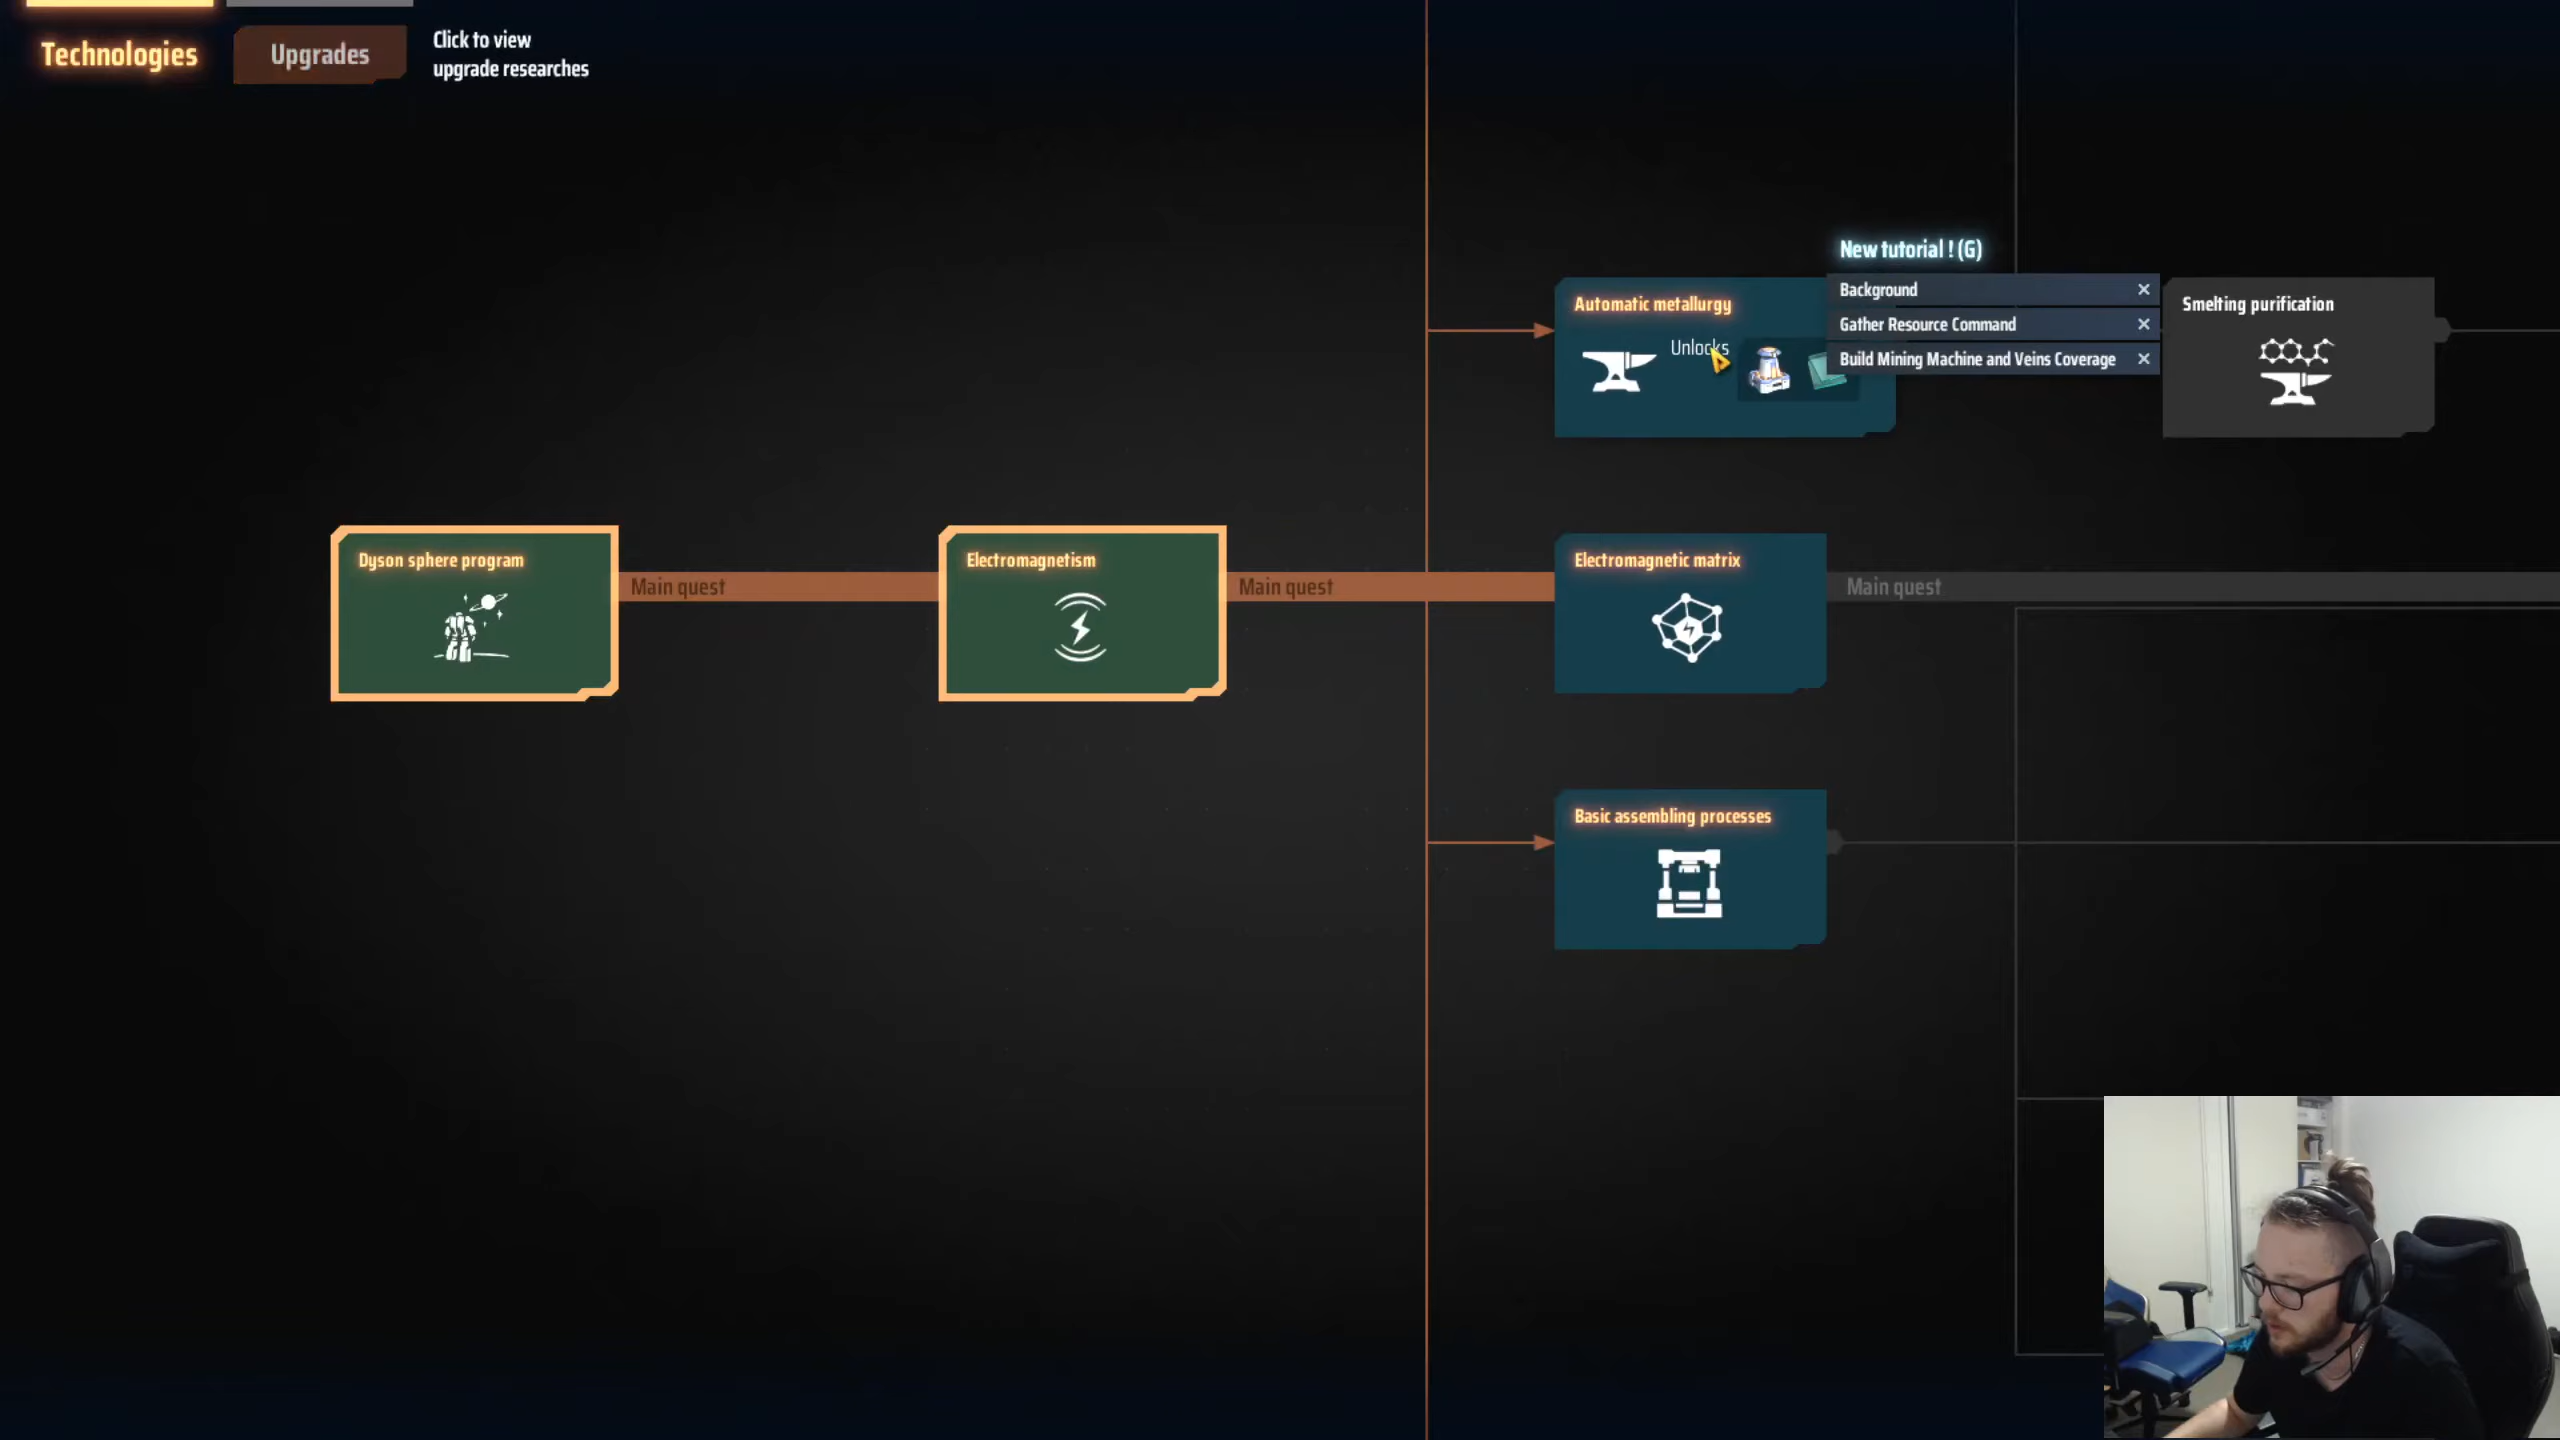 Technologies
Upgrades
Click to view
upgrade researches
New tutorial ! (G)
Background
Gather Resource Command
Build Mining Machine and Veins Coverage
Automatic metallurgy
Unlocks
Smelting purification
Dyson sphere program
Main quest
Electromagnetism
Main quest
Electromagnetic matrix
Main quest
Basic assembling processes